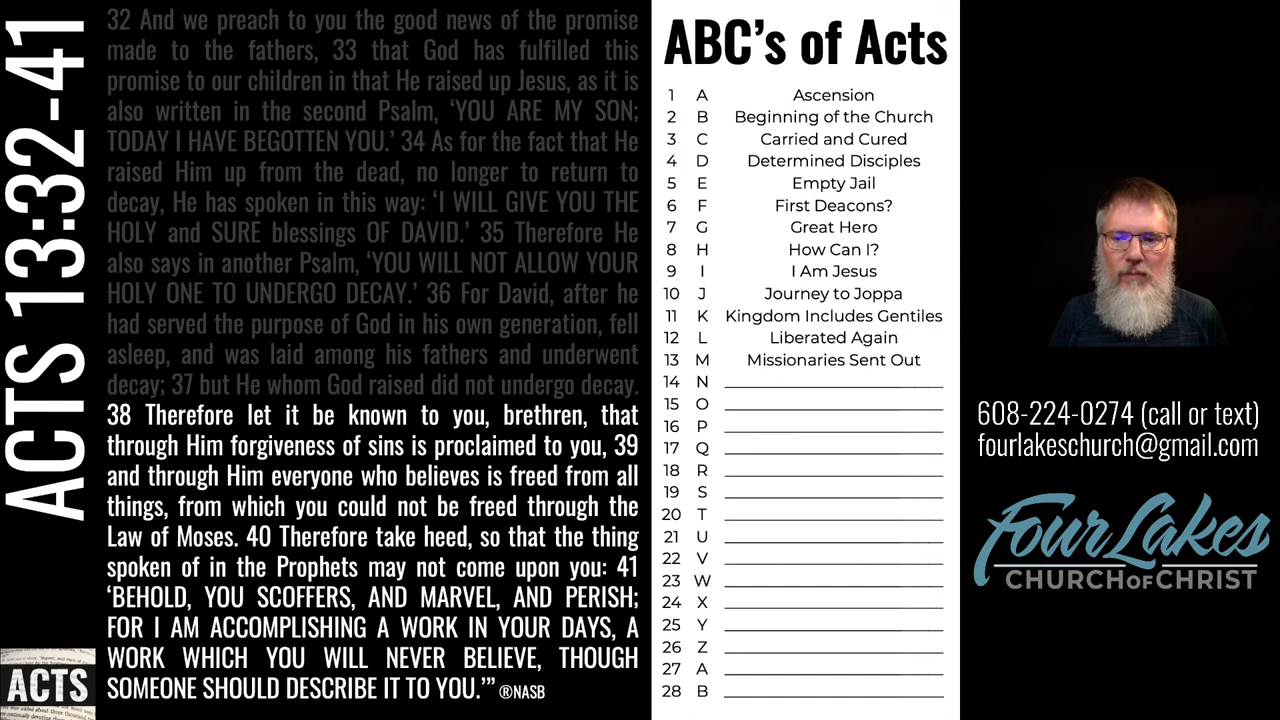 ACTS 13:32-41
32 And we preach to you the good news of the promise
made to the fathers, 33 that God has fulfilled this
promise to our children in that He raised up Jesus, as it is
also written in the second Psalm, ‘YOU ARE MY SON;
TODAY I HAVE BEGOTTEN YOU.’ 34 As for the fact that He
raised Him up from the dead, no longer to return to
decay, He has spoken in this way: ‘I WILL GIVE YOU THE
HOLY and SURE blessings OF DAVID.’ 35 Therefore He
also says in another Psalm, ‘YOU WILL NOT ALLOW YOUR
HOLY ONE TO UNDERGO DECAY.’ 36 For David, after he
had served the purpose of God in his own generation, fell
asleep, and was laid among his fathers and underwent
decay; 37 but He whom God raised did not undergo decay.
38 Therefore let it be known to you, brethren, that
through Him forgiveness of sins is proclaimed to you, 39
and through Him everyone who believes is freed from all
things, from which you could not be freed through the
Law of Moses. 40 Therefore take heed, so that the thing
spoken of in the Prophets may not come upon you: 41
‘BEHOLD, YOU SCOFFERS, AND MARVEL, AND PERISH;
FOR I AM ACCOMPLISHING A WORK IN YOUR DAYS, A
WORK WHICH YOU WILL NEVER BELIEVE, THOUGH
SOMEONE SHOULD DESCRIBE IT TO YOU.’” ®NASB
ACTS
ABC’s of Acts
1 A Ascension
2 B Beginning of the Church
3 C Carried and Cured
4 D Determined Disciples
5 E Empty Jail
6 F First Deacons?
7 G Great Hero
8 H How Can I?
9 I I Am Jesus
10 J Journey to Joppa
11 K Kingdom Includes Gentiles
12 L Liberated Again
13 M Missionaries Sent Out
14 N
15 O
16 P
17 Q
18 R
19 S
20 T
21 U
22 V
23 W
24 X
25 Y
26 Z
27 A
28 B
608-224-0274 (call or text)
fourlakeschurch@gmail.com
Four Lakes
CHURCH OF CHRIST